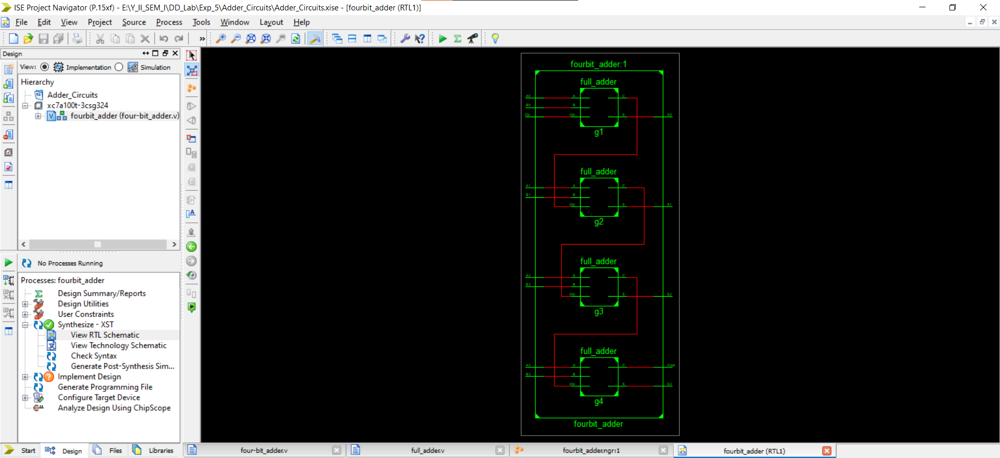 ISE Project Navigator (P.15xf) - E:\Y_II_SEM_I\DD_Lab\Exp_5\Adder_Circuits\Adder_Circuits.xise - [fourbit_adder (RTL1)]
File Edit View Project Source Process Tools Window Layout Help
»
Design
View: Implementation Simulation
Hierarchy
Adder_Circuits
xc7a100t-3csg324
fourbit_adder (four-bit_adder.v)
No Processes Running
Processes: fourbit_adder
Design Summary/Reports
Design Utilities
User Constraints
Synthesize - XST
View RTL Schematic
View Technology Schematic
Check Syntax
Generate Post-Synthesis Sim...
Implement Design
Generate Programming File
Configure Target Device
Analyze Design Using ChipScope
Start Design Files Libraries
fourbit_adder:1
full_adder
A0 A C
B0 B
Cin Cin S S0
g1
full_adder
A1 A C
B1 B
Cin S S1
g2
full_adder
A2 A C
B2 B
Cin S S2
g3
full_adder
A3 A C Cout
B3 B
Cin S S3
g4
fourbit_adder
four-bit_adder.v full_adder.v fourbit_adder.ngr:1 fourbit_adder (RTL1)